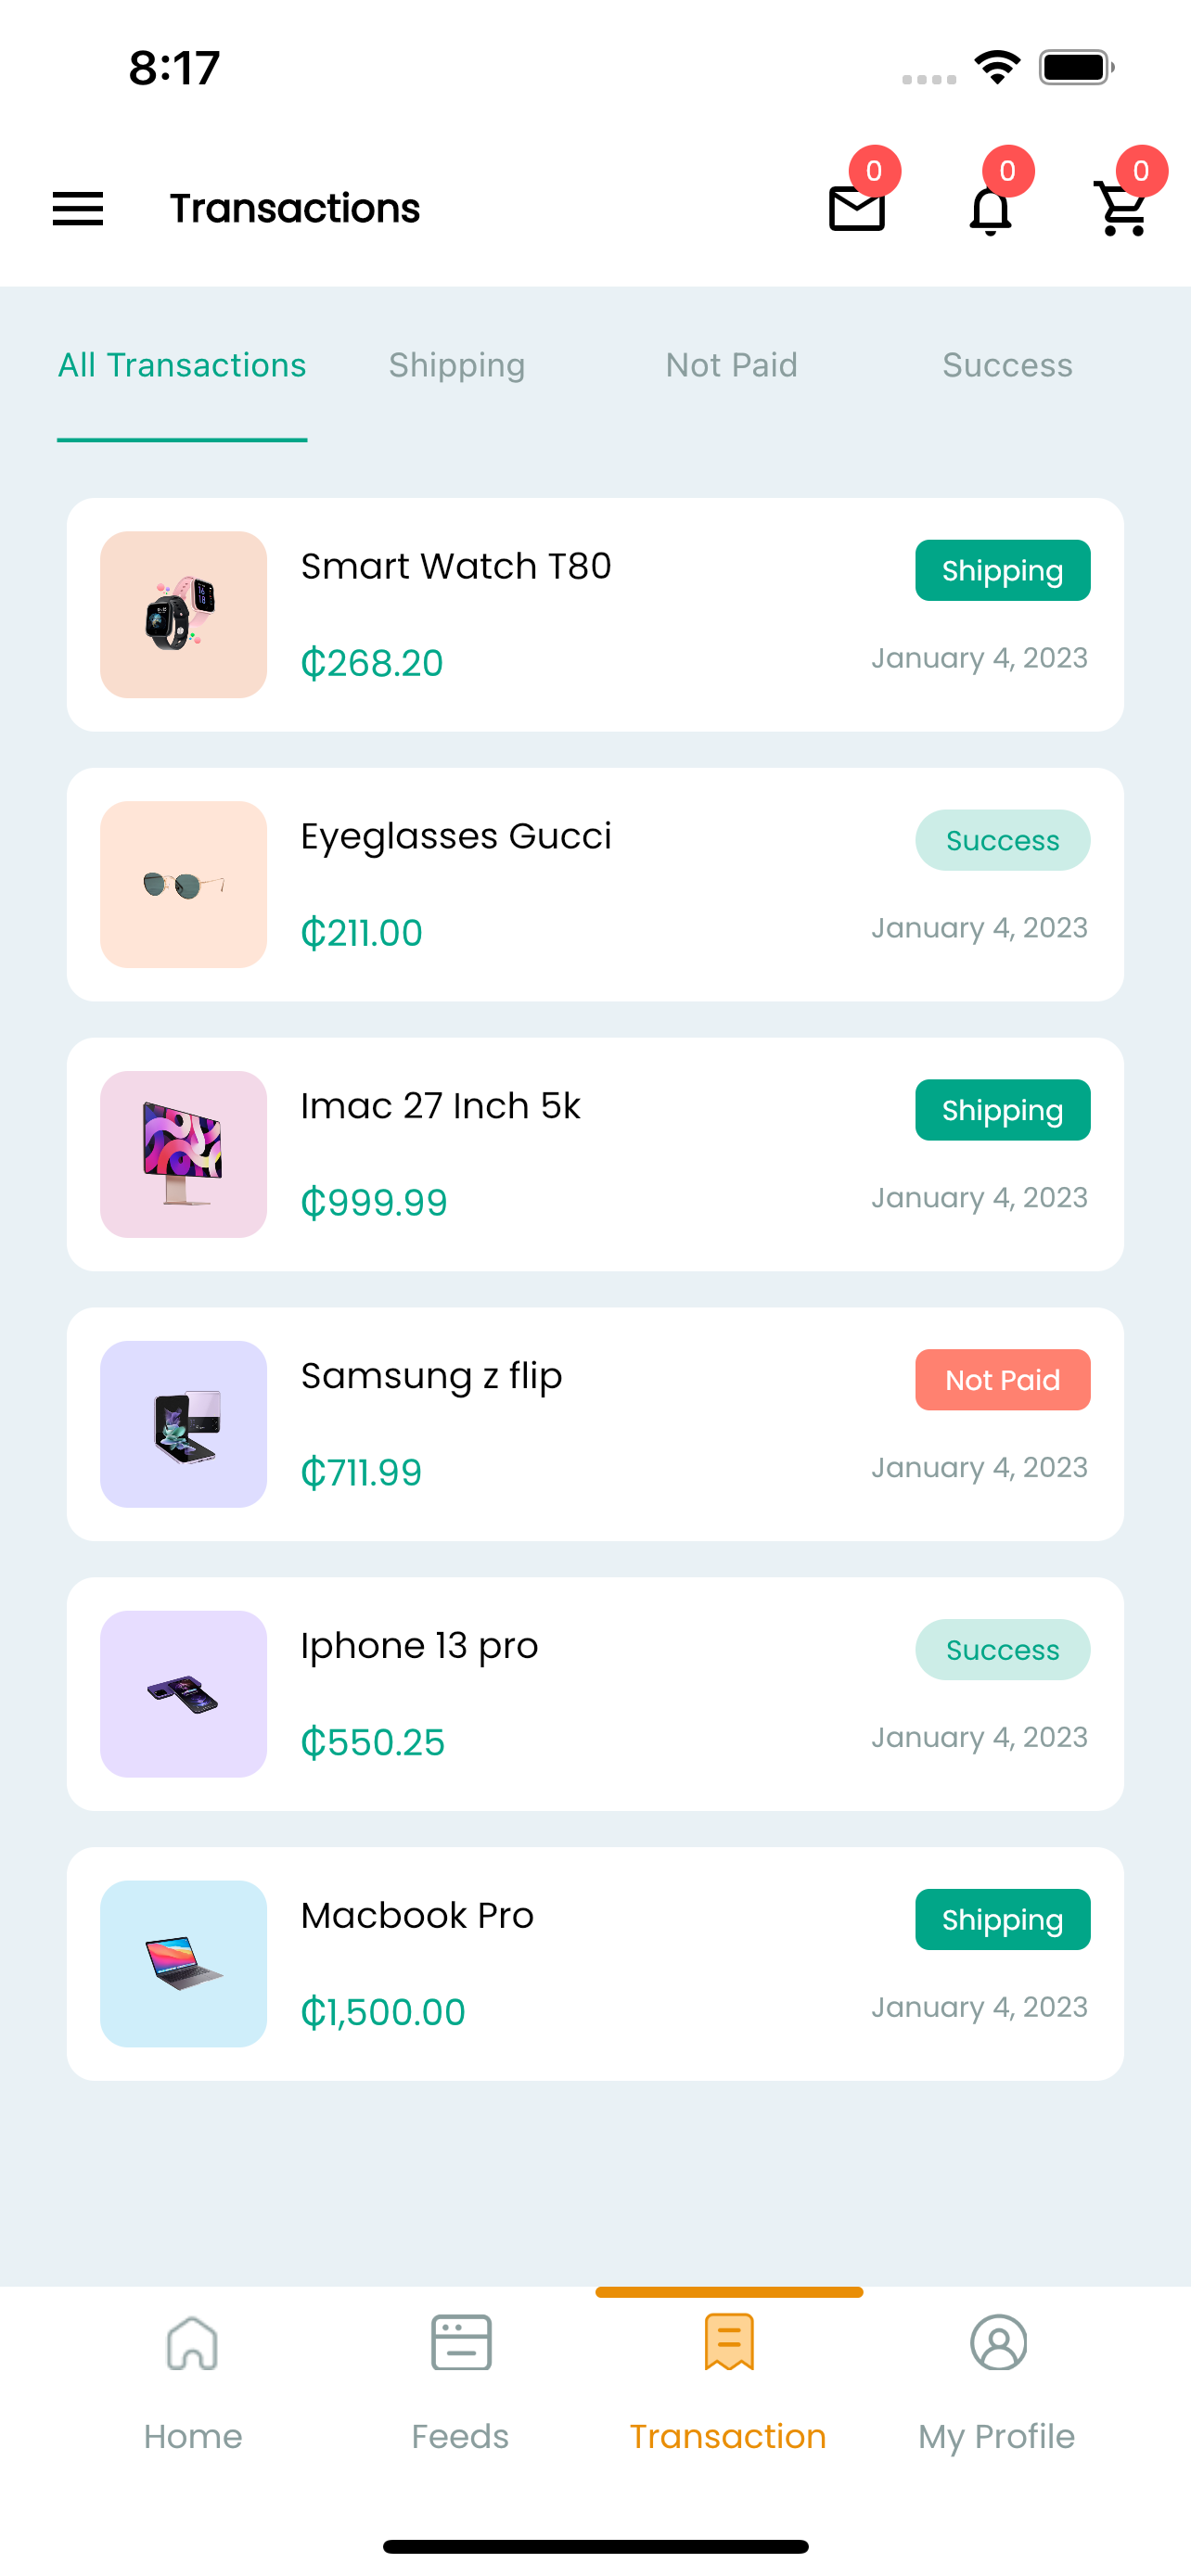 8:17
Transactions
0
0
0
All Transactions Shipping Not Paid Success
Smart Watch T80
Shipping
₵268.20
January 4, 2023
Eyeglasses Gucci
Success
₵211.00
January 4, 2023
Imac 27 Inch 5k
Shipping
₵999.99
January 4, 2023
Samsung z flip
Not Paid
₵711.99
January 4, 2023
Iphone 13 pro
Success
₵550.25
January 4, 2023
Macbook Pro
Shipping
₵1,500.00
January 4, 2023
Home Feeds Transaction My Profile